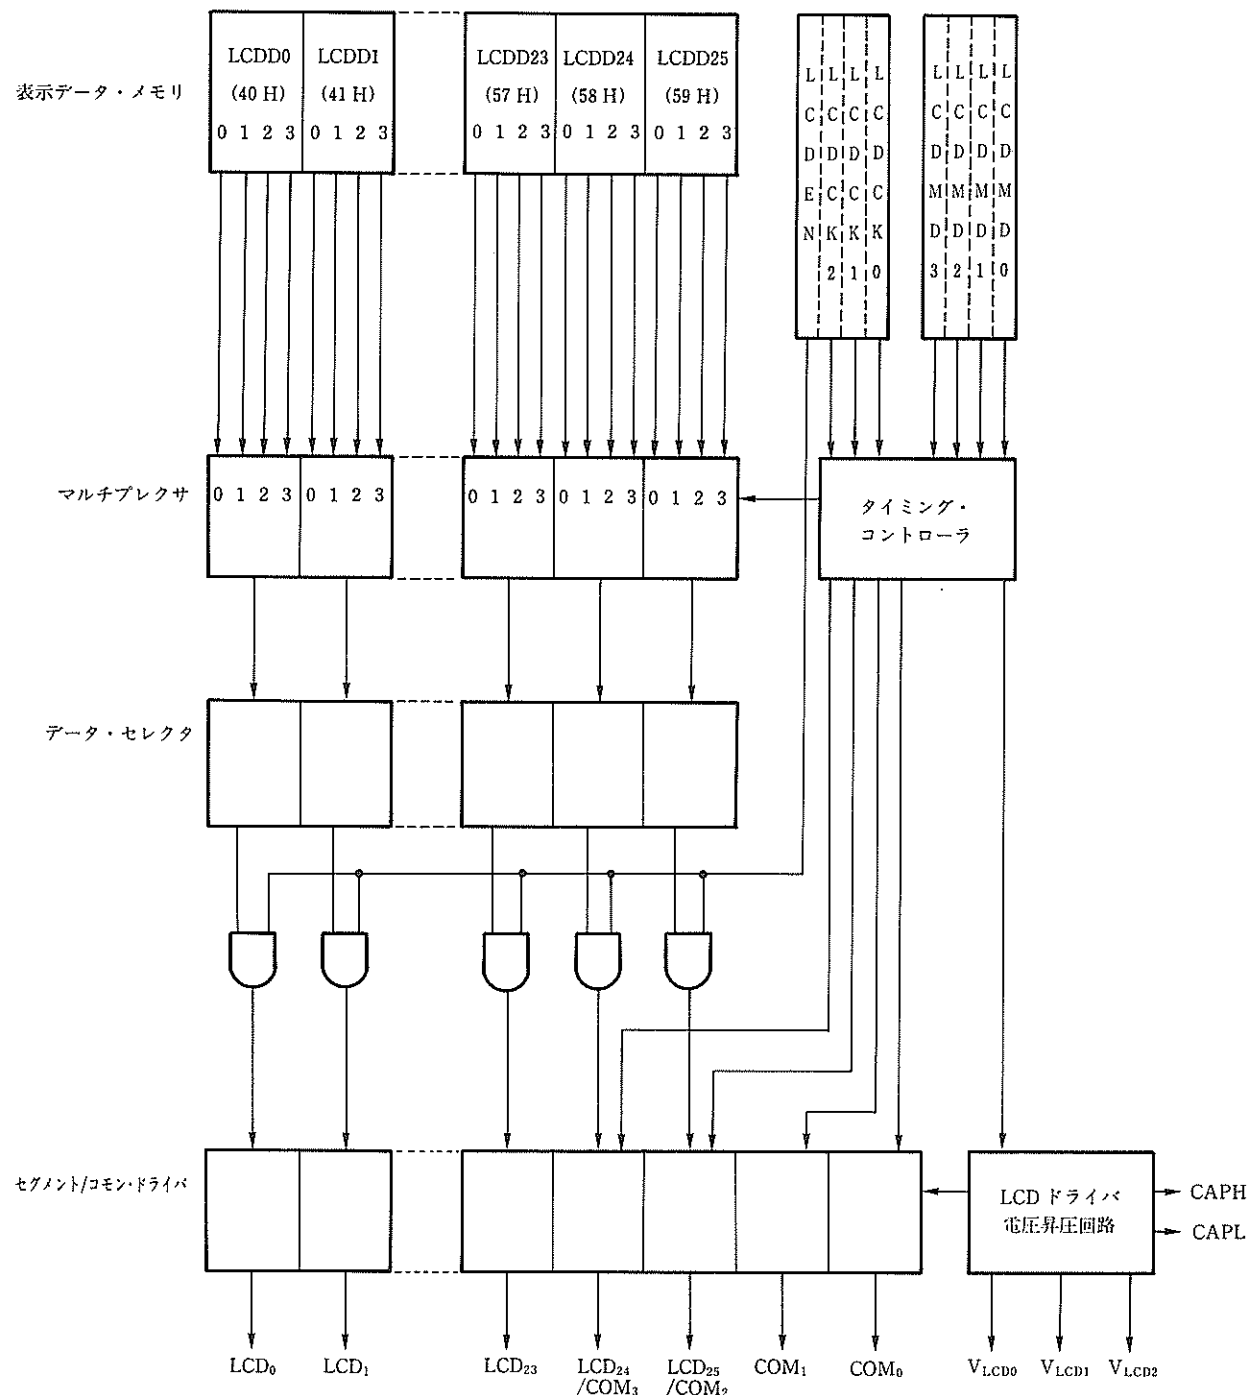 LCDD0 LCDD1 LCDD23 LCDD24 LCDD25
表示データ・メモリ
(40 H) (41 H) (57 H) (58 H) (59 H)
0 1 2 3 0 1 2 3 0 1 2 3 0 1 2 3 0 1 2 3
LCDEN
LCDCK2
LCDCK1
LCDCK0
LCDMD3
LCDMD2
LCDMD1
LCDMD0
マルチプレクサ
0 1 2 3 0 1 2 3 0 1 2 3 0 1 2 3 0 1 2 3
タイミング・
コントローラ
データ・セレクタ
セグメント/コモン・ドライバ
LCD ドライバ
電圧昇圧回路
CAPH
CAPL
LCD₀ LCD₁ LCD₂₃ LCD₂₄ LCD₂₅ COM₁ COM₀ V_LCD0 V_LCD1 V_LCD2
/COM₃ /COM₂